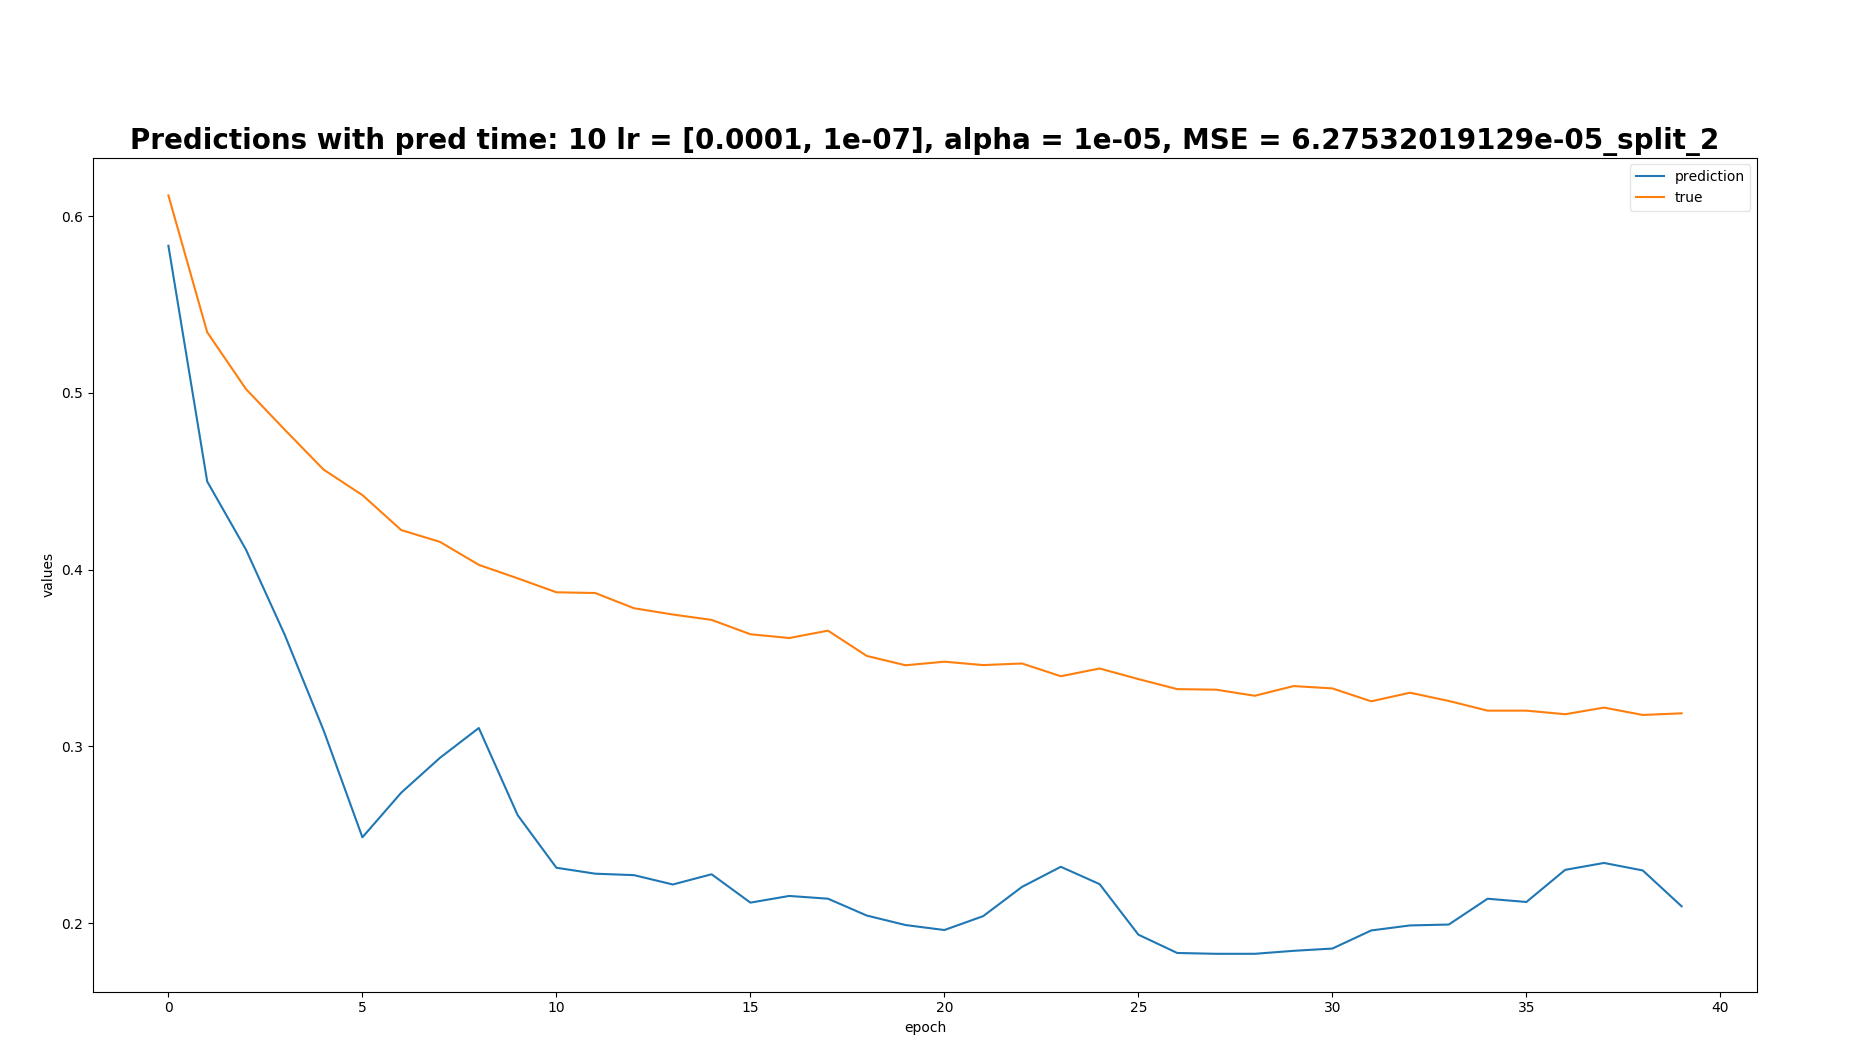 Predictions with pred time: 10 lr = [0.0001, 1e-07], alpha = 1e-05, MSE = 6.27532019129e-05_split_2
prediction
true
0.6
0.5
0.4
0.3
0.2
values
0 5 10 15 20 25 30 35 40
epoch